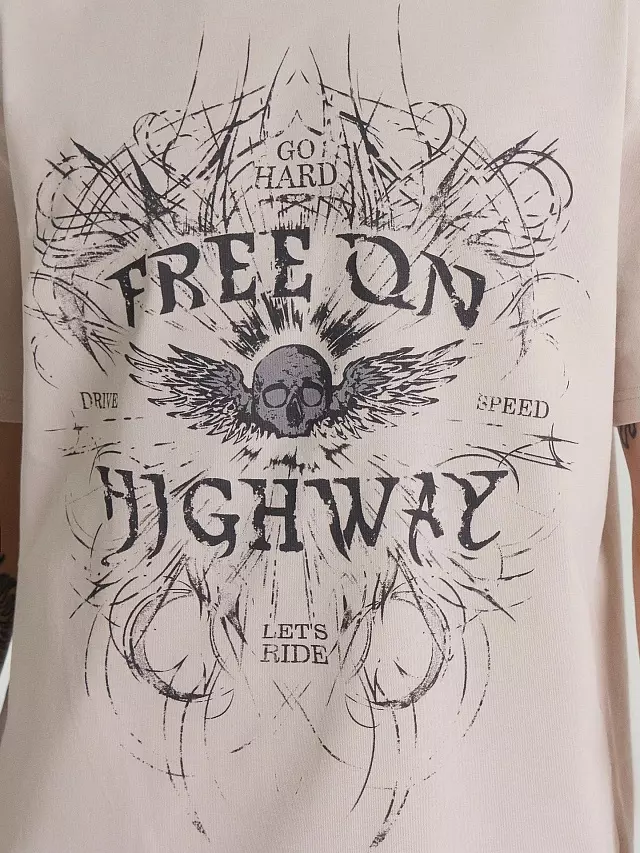 GO
HARD
FREE ON
DRIVE
SPEED
HIGHWAY
LET'S
RIDE